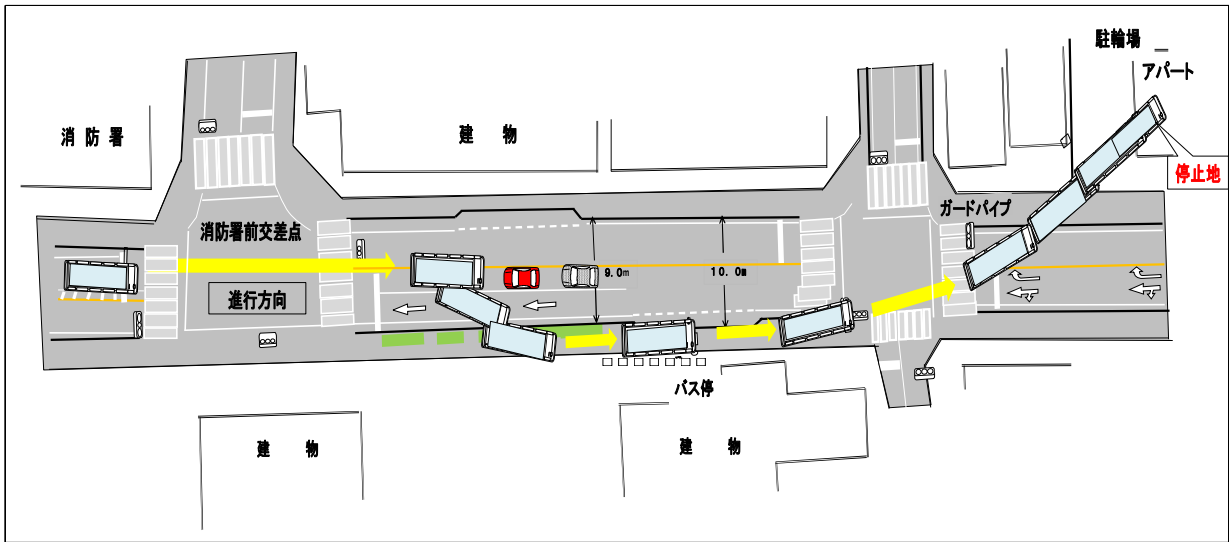 駐輪場
アパート
消防署
建物
停止地
ガードパイプ
消防署前交差点
9.0m
10.0m
進行方向
バス停
建物
建物